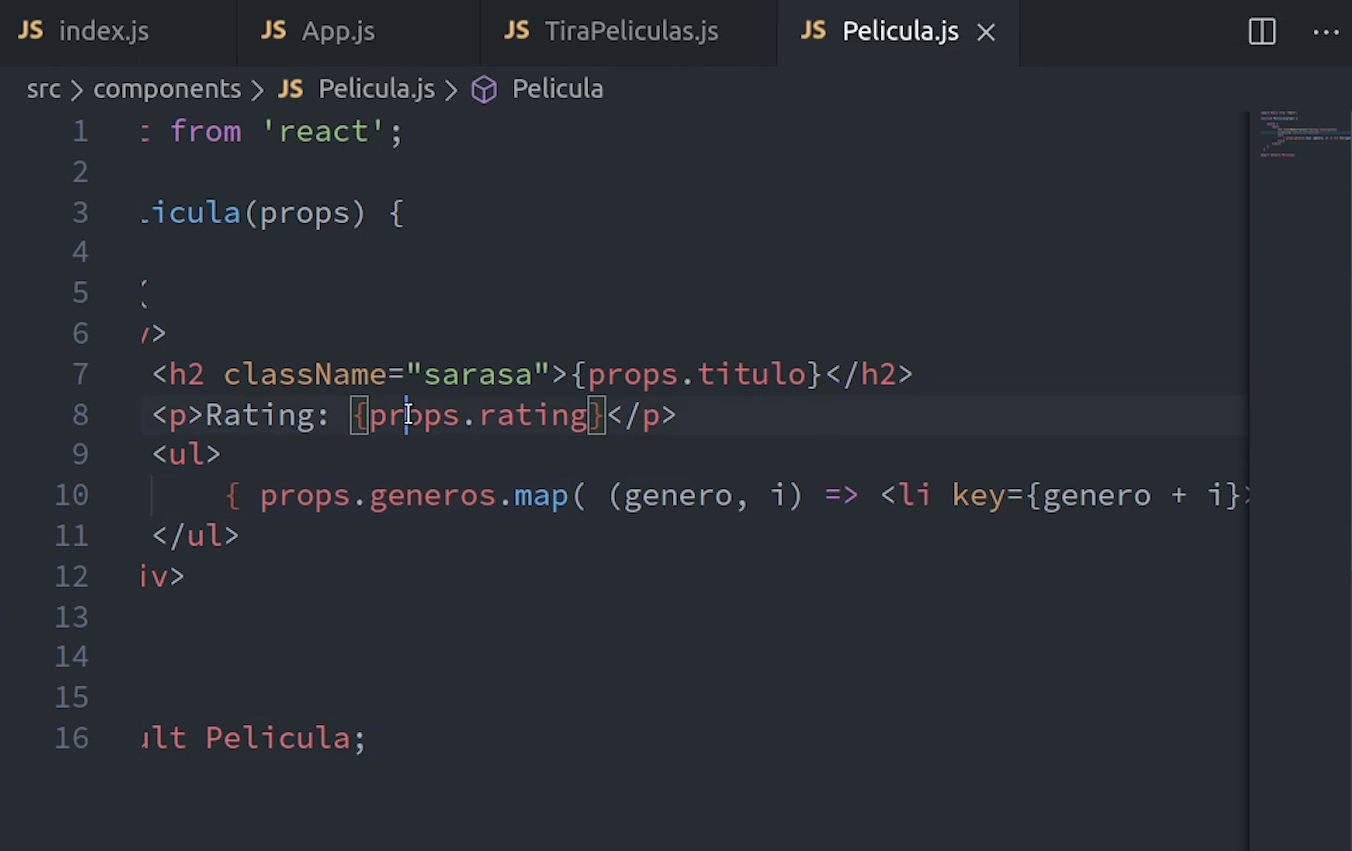 JS index.js JS App.js JS TiraPeliculas.js JS Pelicula.js
src > components > JS Pelicula.js > Pelicula
1 from 'react';
2
3 icula(props) {
4
5
6 >
7 <h2 className="sarasa">{props.titulo}</h2>
8 <p>Rating: {props.rating}</p>
9 <ul>
10 { props.generos.map( (genero, i) => <li key={genero + i}
11 </ul>
12 iv>
13
14
15
16 ult Pelicula;